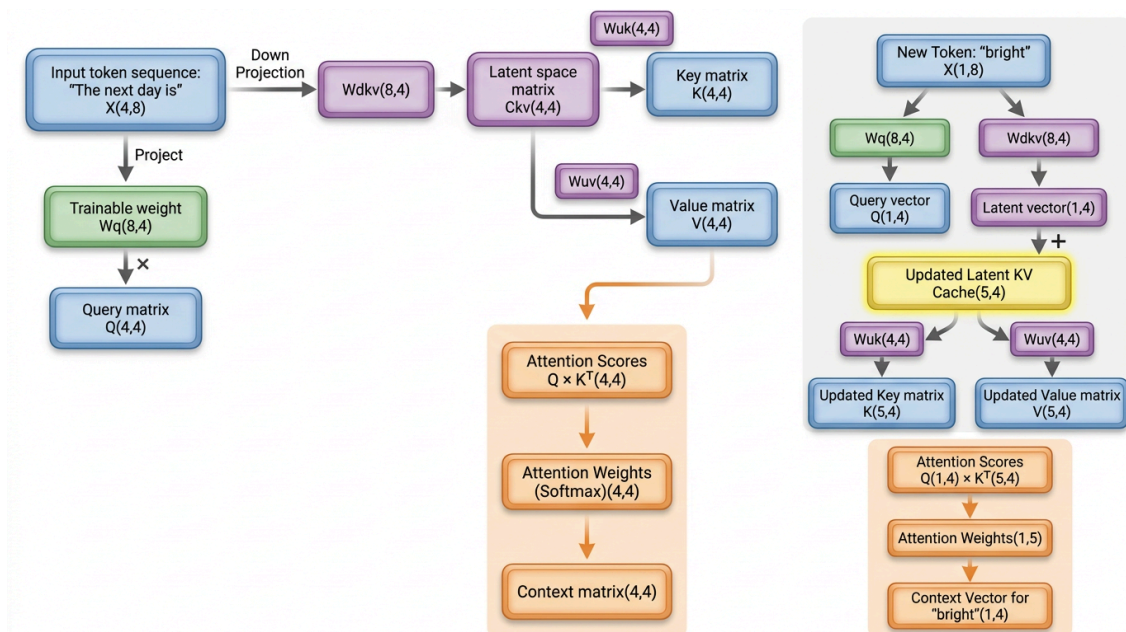 Input token sequence:
"The next day is"
X(4,8)
Down
Projection
Wdkv(8,4)
Latent space
matrix
Ckv(4,4)
Wuk(4,4)
Key matrix
K(4,4)
Project
Trainable weight
Wq(8,4)
×
Query matrix
Q(4,4)
Wuv(4,4)
Value matrix
V(4,4)
Attention Scores
Q × Kᵀ(4,4)
Attention Weights
(Softmax)(4,4)
Context matrix(4,4)
New Token: “bright”
X(1,8)
Wq(8,4)
Wdkv(8,4)
Query vector
Q(1,4)
Latent vector(1,4)
+
Updated Latent KV
Cache(5,4)
Wuk(4,4)
Wuv(4,4)
Updated Key matrix
K(5,4)
Updated Value matrix
V(5,4)
Attention Scores
Q(1,4) × Kᵀ(5,4)
Attention Weights(1,5)
Context Vector for
“bright”(1,4)